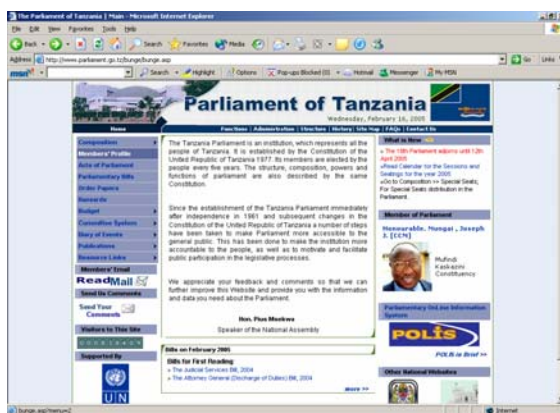 The Parliament of Tanzania | Main - Microsoft Internet Explorer
File Edit View Favorites Tools Help
Back Search Favorites Media
Address http://www.parliament.go.tz/bunge/bunge.asp Go Links
msn Search Highlight Options Pop-ups Blocked Hotmail Messenger My MSN
Parliament of Tanzania
Wednesday, February 16, 2005
Home Functions | Administration | Structure | History | Site Map | FAQs | Contact Us
Composition
Members' Profile
Acts of Parliament
Parliamentary Bills
Order Papers
Hansards
Budget
Committee System
Diary of Events
Publications
Resource Links
Members' Email
ReadMail
Send Us Comments
Send Your
Comments
Visitors to This Site
Supported By
UN
The Tanzania Parliament is an institution, which represents all the
people of Tanzania. It is established by the Constitution of the
United Republic of Tanzania 1977. Its members are elected by the
people every five years. The structure, composition, powers and
functions of parliament are also described by the same
Constitution.
Since the establishment of the Tanzania Parliament immediately
after independence in 1961 and subsequent changes in the
Constitution of the United Republic of Tanzania a number of steps
have been taken to make Parliament more accessible to the
general public. This has been done to make the institution more
accountable to the people, as well as to motivate and facilitate
public participation in the legislative processes.
We appreciate your feedback and comments so that we can
further improve this Website and provide you with the information
and data you need about the Parliament.
Hon. Pius Msekwa
Speaker of the National Assembly
Bills on February 2005
Bills for First Reading:
The Judicial Services Bill, 2004
The Attorney General (Discharge of Duties) Bill, 2004
more >>
What is New
The 18th Parliament adjourns until 12th
April 2005
Read Calendar for the Sessions and
Seatings for the year 2005
Go to Composition >> Special Seats;
For Special Seats distribution in the
Parliament.
Member of Parliament
Honourable. Mungai, Joseph
J. [CCM]
Mufindi
Kaskazini
Constituency
Parliamentary OnLine Information
System
POLIS
POLIS in Brief >>
Other National Websites
bunge.asp?menu=2 Internet